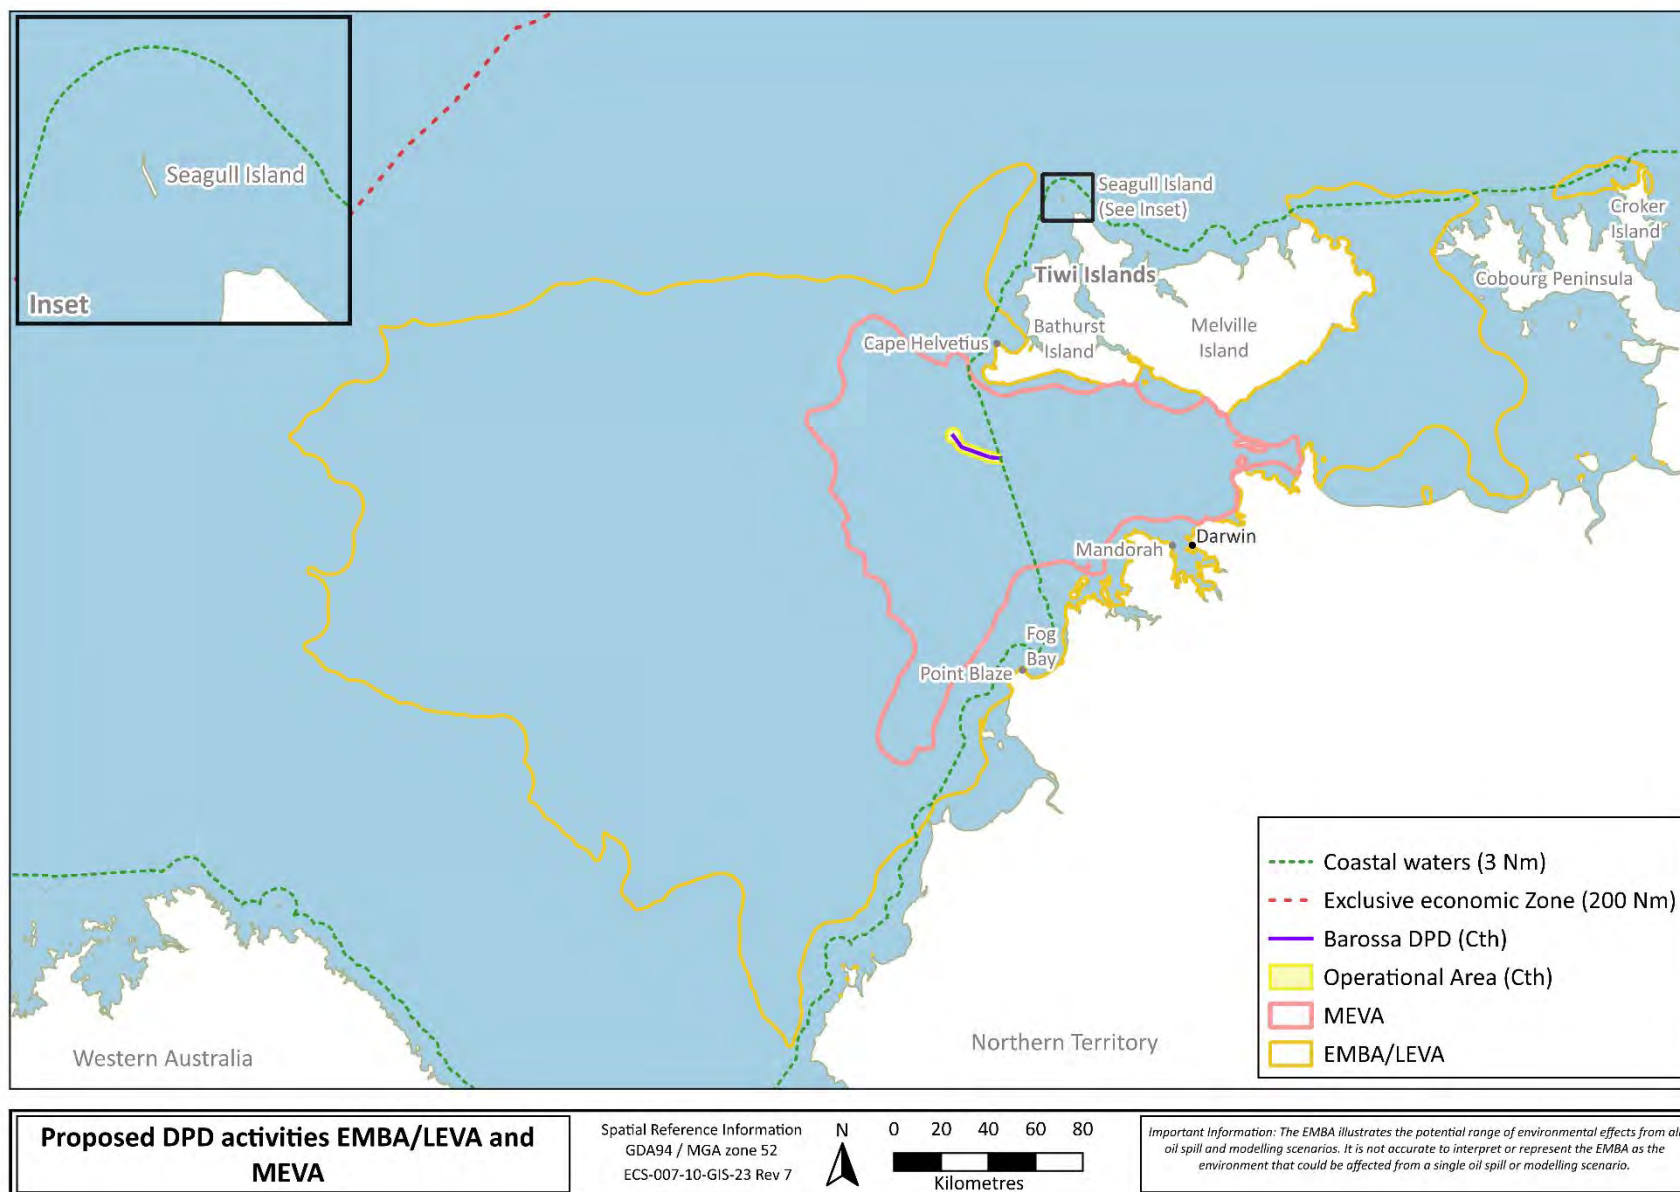 Seagull Island
Inset
Seagull Island
(See Inset)
Croker
Island
Tiwi Islands
Cobourg Peninsula
Cape Helvetius
Bathurst
Island
Melville
Island
Mandorah
Darwin
Fog
Bay
Point Blaze
Western Australia
Northern Territory
Coastal waters (3 Nm)
Exclusive economic Zone (200 Nm)
Barossa DPD (Cth)
Operational Area (Cth)
MEVA
EMBA/LEVA
Proposed DPD activities EMBA/LEVA and
MEVA
Spatial Reference Information
GDA94 / MGA zone 52
ECS-007-10-GIS-23 Rev 7
N
0 20 40 60 80
Kilometres
Important Information: The EMBA illustrates the potential range of environmental effects from all
oil spill and modelling scenarios. It is not accurate to interpret or represent the EMBA as the
environment that could be affected from a single oil spill or modelling scenario.